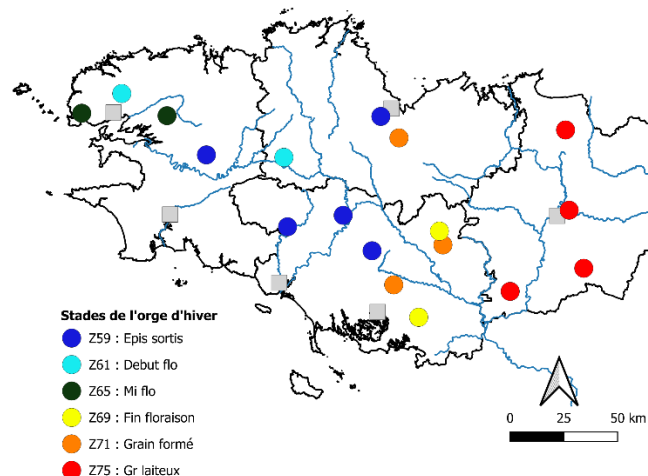 Stades de l'orge d'hiver
Z59 : Epis sortis
Z61 : Debut flo
Z65 : Mi flo
Z69 : Fin floraison
Z71 : Grain formé
Z75 : Gr laiteux
0 25 50 km